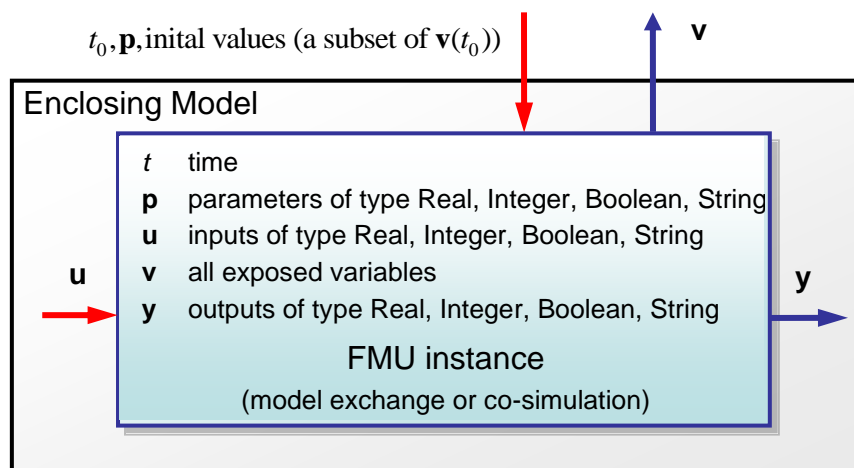 t0, p, inital values (a subset of v(t0))
v
Enclosing Model
t time
p parameters of type Real, Integer, Boolean, String
u inputs of type Real, Integer, Boolean, String
v all exposed variables
y outputs of type Real, Integer, Boolean, String
u
y
FMU instance
(model exchange or co-simulation)